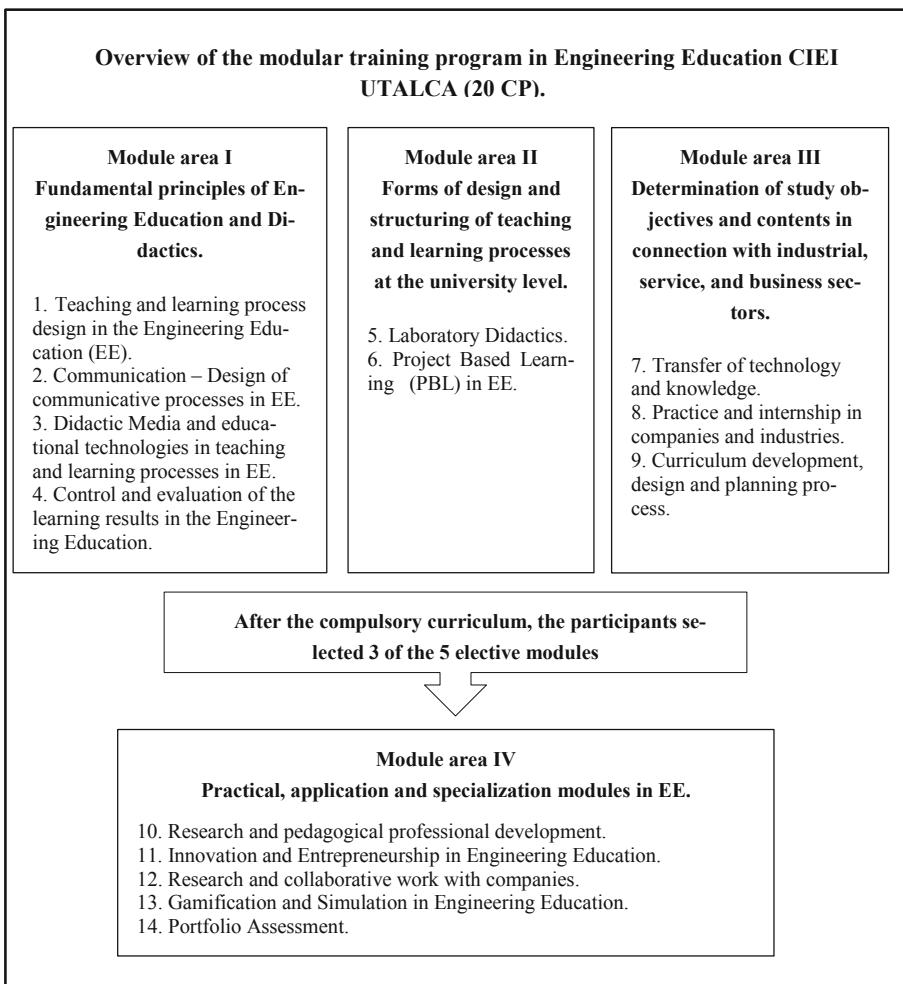 Overview of the modular training program in Engineering Education CIEI
UTALCA (20 CP).
Module area I
Fundamental principles of En-
gineering Education and Di-
dactics.
1. Teaching and learning process
design in the Engineering Edu-
cation (EE).
2. Communication – Design of
communicative processes in EE.
3. Didactic Media and educa-
tional technologies in teaching
and learning processes in EE.
4. Control and evaluation of the
learning results in the Engineer-
ing Education.
Module area II
Forms of design and
structuring of teaching
and learning processes
at the university level.
5. Laboratory Didactics.
6. Project Based Learn-
ing (PBL) in EE.
Module area III
Determination of study ob-
jectives and contents in
connection with industrial,
service, and business sec-
tors.
7. Transfer of technology
and knowledge.
8. Practice and internship in
companies and industries.
9. Curriculum development,
design and planning pro-
cess.
After the compulsory curriculum, the participants se-
lected 3 of the 5 elective modules
Module area IV
Practical, application and specialization modules in EE.
10. Research and pedagogical professional development.
11. Innovation and Entrepreneurship in Engineering Education.
12. Research and collaborative work with companies.
13. Gamification and Simulation in Engineering Education.
14. Portfolio Assessment.